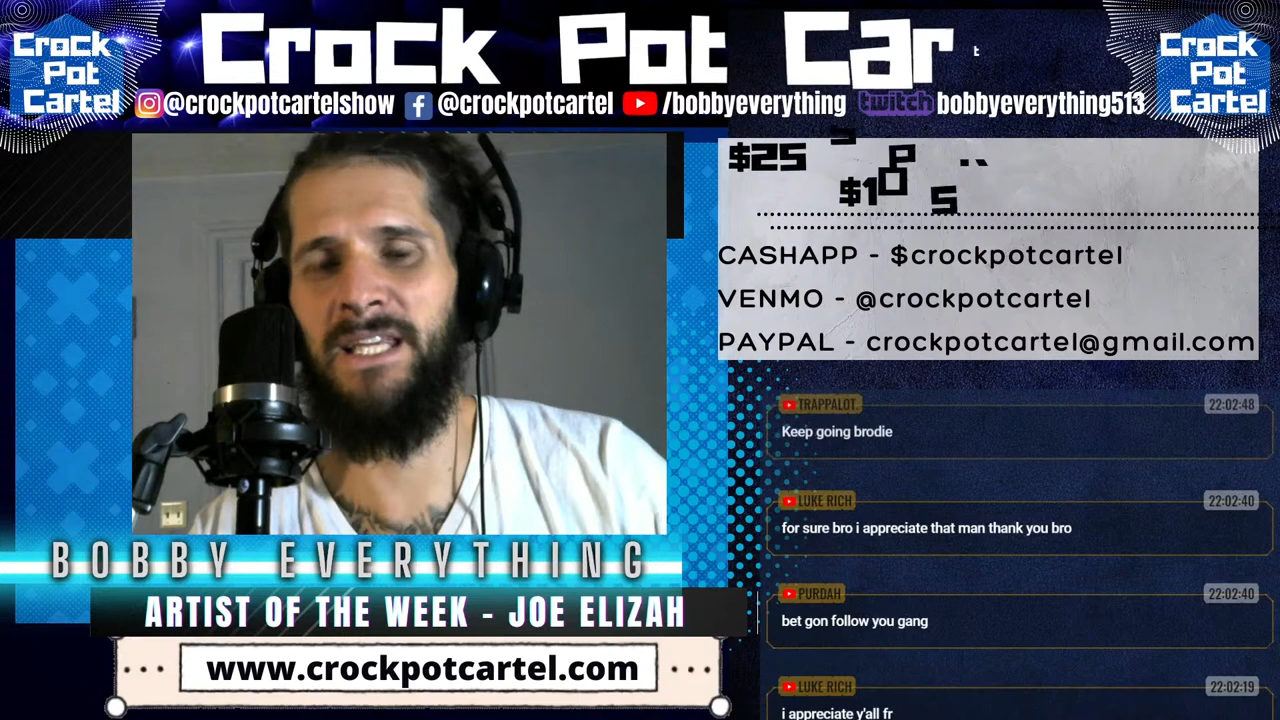 Crock Pot Car t
Crock
Pot
Cartel
Crock
Pot
Cartel
@crockpotcartelshow @crockpotcartel /bobbyeverything twitch bobbyeverything513
$25
$10
CASHAPP - $crockpotcartel
VENMO - @crockpotcartel
PAYPAL - crockpotcartel@gmail.com
TRAPPALOT. 22:02:48
Keep going brodie
LUKE RICH 22:02:40
for sure bro i appreciate that man thank you bro
PURDAH 22:02:40
bet gon follow you gang
LUKE RICH 22:02:19
i appreciate y'all fr
BOBBY EVERYTHING
ARTIST OF THE WEEK - JOE ELIZAH
www.crockpotcartel.com